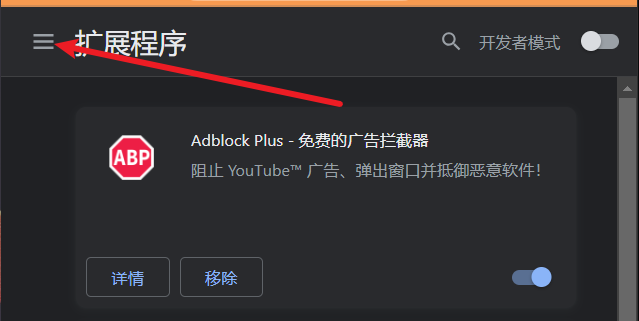 扩展程序
开发者模式
ABP
Adblock Plus - 免费的广告拦截器
阻止 YouTube™ 广告、弹出窗口并抵御恶意软件！
详情
移除